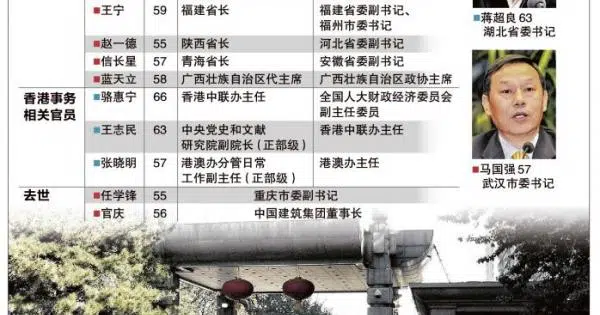 ■王宁 59 福建省长 福建省委副书记、
福州市委书记
■赵一德 55 陕西省长 河北省委副书记
■信长星 57 青海省长 安徽省委副书记
■蓝天立 58 广西壮族自治区代主席 广西壮族自治区政协主席
香港事务
相关官员
■骆惠宁 66 香港中联办主任 全国人大财政经济委员会
副主任委员
■王志民 63 中央党史和文献
研究院副院长（正部级）
香港中联办主任
■张晓明 57 港澳办分管日常
工作副主任（正部级）
港澳办主任
去世
■任学锋 55 重庆市委副书记
■官庆 56 中国建筑集团董事长
■蒋超良 63
湖北省委书记
■马国强 57
武汉市委书记